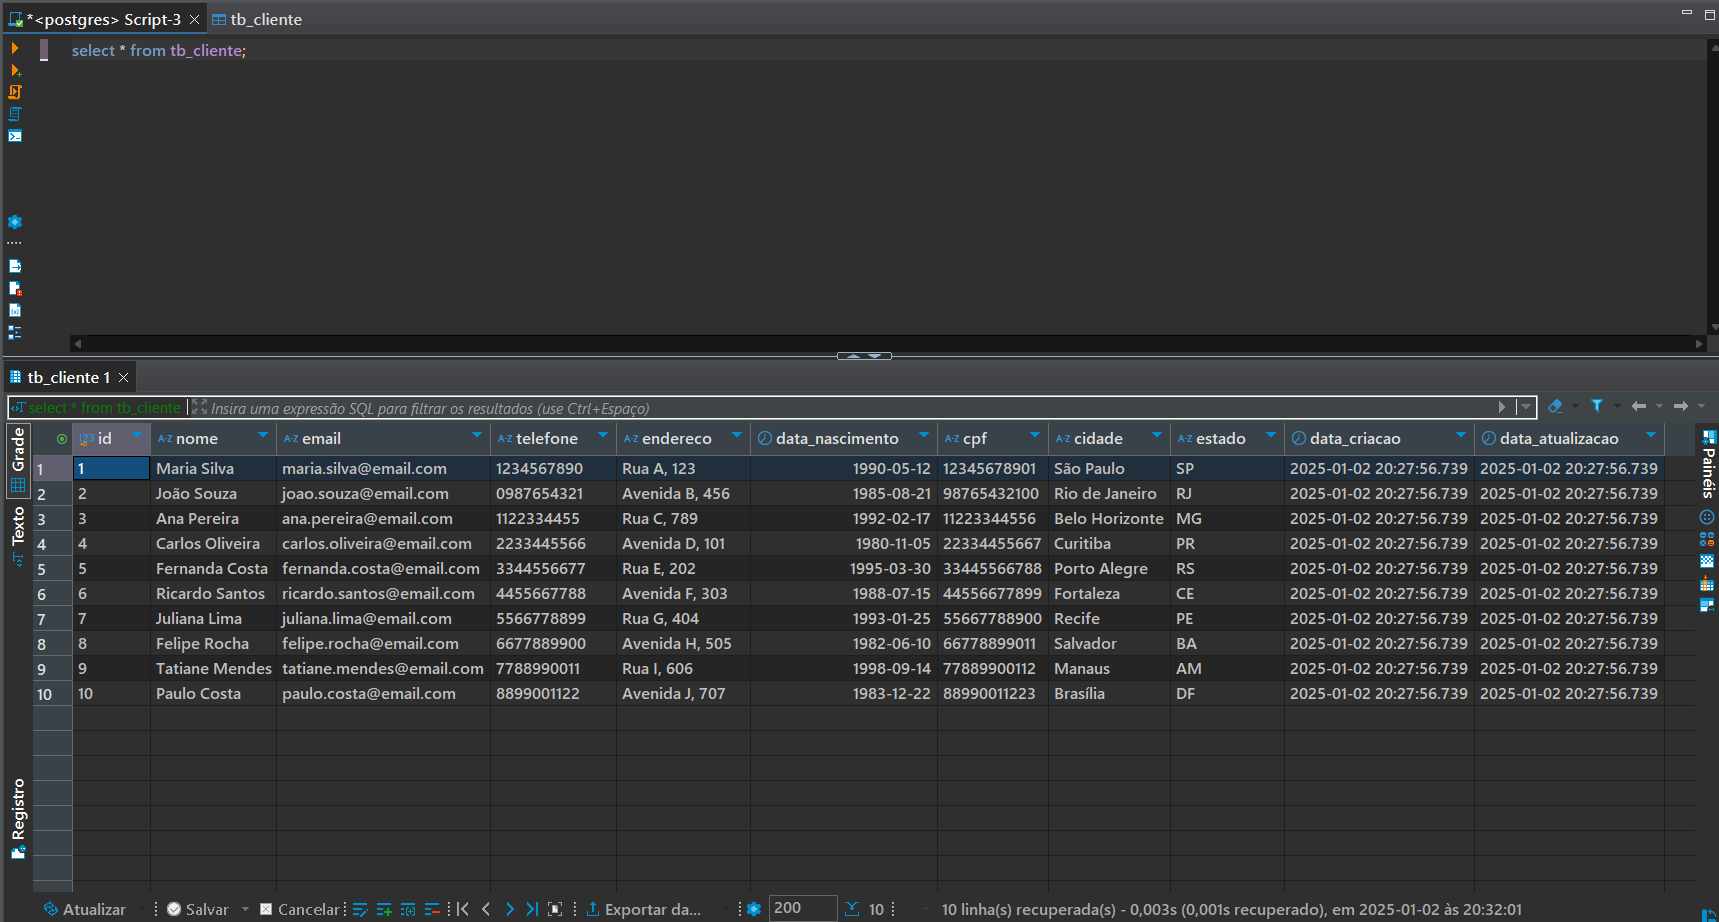 *<postgres> Script-3
tb_cliente
select * from tb_cliente;
tb_cliente 1
select * from tb_cliente
Insira uma expressão SQL para filtrar os resultados (use Ctrl+Espaço)
Grade
Texto
Registro
Painéis
123 id A-Z nome A-Z email A-Z telefone A-Z endereco data_nascimento A-Z cpf A-Z cidade A-Z estado data_criacao data_atualizacao
1 1 Maria Silva maria.silva@email.com 1234567890 Rua A, 123 1990-05-12 12345678901 São Paulo SP 2025-01-02 20:27:56.739 2025-01-02 20:27:56.739
2 2 João Souza joao.souza@email.com 0987654321 Avenida B, 456 1985-08-21 98765432100 Rio de Janeiro RJ 2025-01-02 20:27:56.739 2025-01-02 20:27:56.739
3 3 Ana Pereira ana.pereira@email.com 1122334455 Rua C, 789 1992-02-17 11223344556 Belo Horizonte MG 2025-01-02 20:27:56.739 2025-01-02 20:27:56.739
4 4 Carlos Oliveira carlos.oliveira@email.com 2233445566 Avenida D, 101 1980-11-05 22334455667 Curitiba PR 2025-01-02 20:27:56.739 2025-01-02 20:27:56.739
5 5 Fernanda Costa fernanda.costa@email.com 3344556677 Rua E, 202 1995-03-30 33445566788 Porto Alegre RS 2025-01-02 20:27:56.739 2025-01-02 20:27:56.739
6 6 Ricardo Santos ricardo.santos@email.com 4455667788 Avenida F, 303 1988-07-15 44556677899 Fortaleza CE 2025-01-02 20:27:56.739 2025-01-02 20:27:56.739
7 7 Juliana Lima juliana.lima@email.com 5566778899 Rua G, 404 1993-01-25 55667788900 Recife PE 2025-01-02 20:27:56.739 2025-01-02 20:27:56.739
8 8 Felipe Rocha felipe.rocha@email.com 6677889900 Avenida H, 505 1982-06-10 66778899011 Salvador BA 2025-01-02 20:27:56.739 2025-01-02 20:27:56.739
9 9 Tatiane Mendes tatiane.mendes@email.com 7788990011 Rua I, 606 1998-09-14 77889900112 Manaus AM 2025-01-02 20:27:56.739 2025-01-02 20:27:56.739
10 10 Paulo Costa paulo.costa@email.com 8899001122 Avenida J, 707 1983-12-22 88990011223 Brasília DF 2025-01-02 20:27:56.739 2025-01-02 20:27:56.739
Atualizar Salvar Cancelar Exportar da... 200 10 10 linha(s) recuperada(s) - 0,003s (0,001s recuperado), em 2025-01-02 às 20:32:01